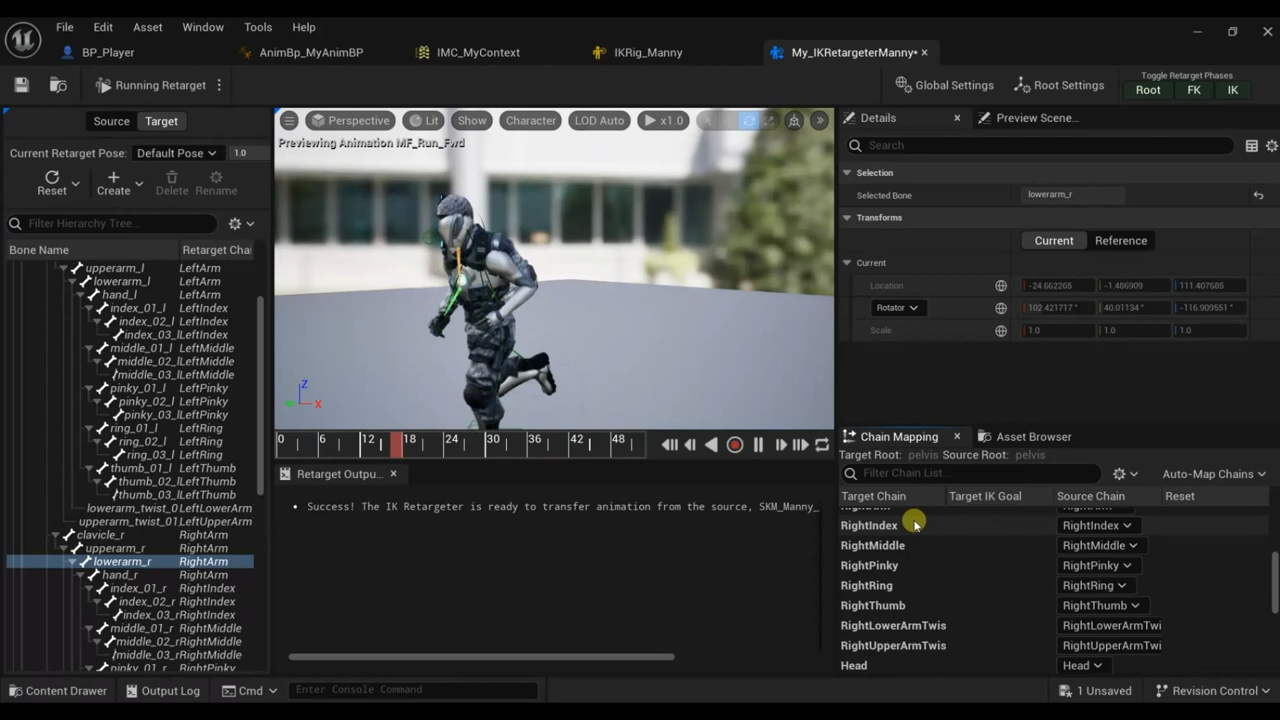 File Edit Asset Window Tools Help
BP_Player AnimBp_MyAnimBP IMC_MyContext IKRig_Manny My_IKRetargeterManny*
Running Retarget Global Settings Root Settings Toggle Retarget Phases
Root FK IK
Source Target
Current Retarget Pose: Default Pose 1.0
Reset Create Delete Rename
Filter Hierarchy Tree...
Bone Name Retarget Chai
upperarm_l LeftArm
lowerarm_l LeftArm
hand_l LeftArm
index_01_l LeftIndex
index_02_l LeftIndex
index_03_l LeftIndex
middle_01_l LeftMiddle
middle_02_l LeftMiddle
middle_03_l LeftMiddle
pinky_01_l LeftPinky
pinky_02_l LeftPinky
pinky_03_l LeftPinky
ring_01_l LeftRing
ring_02_l LeftRing
ring_03_l LeftRing
thumb_01_l LeftThumb
thumb_02_l LeftThumb
thumb_03_l LeftThumb
lowerarm_twist_0 LeftLowerArm
upperarm_twist_01 LeftUpperArm
clavicle_r RightArm
upperarm_r RightArm
lowerarm_r RightArm
hand_r RightArm
index_01_r RightIndex
index_02_r RightIndex
index_03_r RightIndex
middle_01_r RightMiddle
middle_02_r RightMiddle
middle_03_r RightMiddle
pinky_01_r RightPinky
Perspective Lit Show Character LOD Auto x1.0
Previewing Animation MF_Run_Fwd
Z
X
0 6 12 18 24 30 36 42 48
Retarget Outpu...
Success! The IK Retargeter is ready to transfer animation from the source, SKM_Manny_
Details Preview Scene...
Search
Selection
Selected Bone lowerarm_r
Transforms
Current Reference
Current
Location -24.662265 -1.486909 111.407685
Rotator 102.421717° 40.01134° -116.909551°
Scale 1.0 1.0 1.0
Chain Mapping Asset Browser
Target Root: pelvis Source Root: pelvis
Filter Chain List... Auto-Map Chains
Target Chain Target IK Goal Source Chain Reset
RightArm RightArm
RightIndex RightIndex
RightMiddle RightMiddle
RightPinky RightPinky
RightRing RightRing
RightThumb RightThumb
RightLowerArmTwis RightLowerArmTwi
RightUpperArmTwis RightUpperArmTwi
Head Head
Content Drawer Output Log Cmd Enter Console Command 1 Unsaved Revision Control